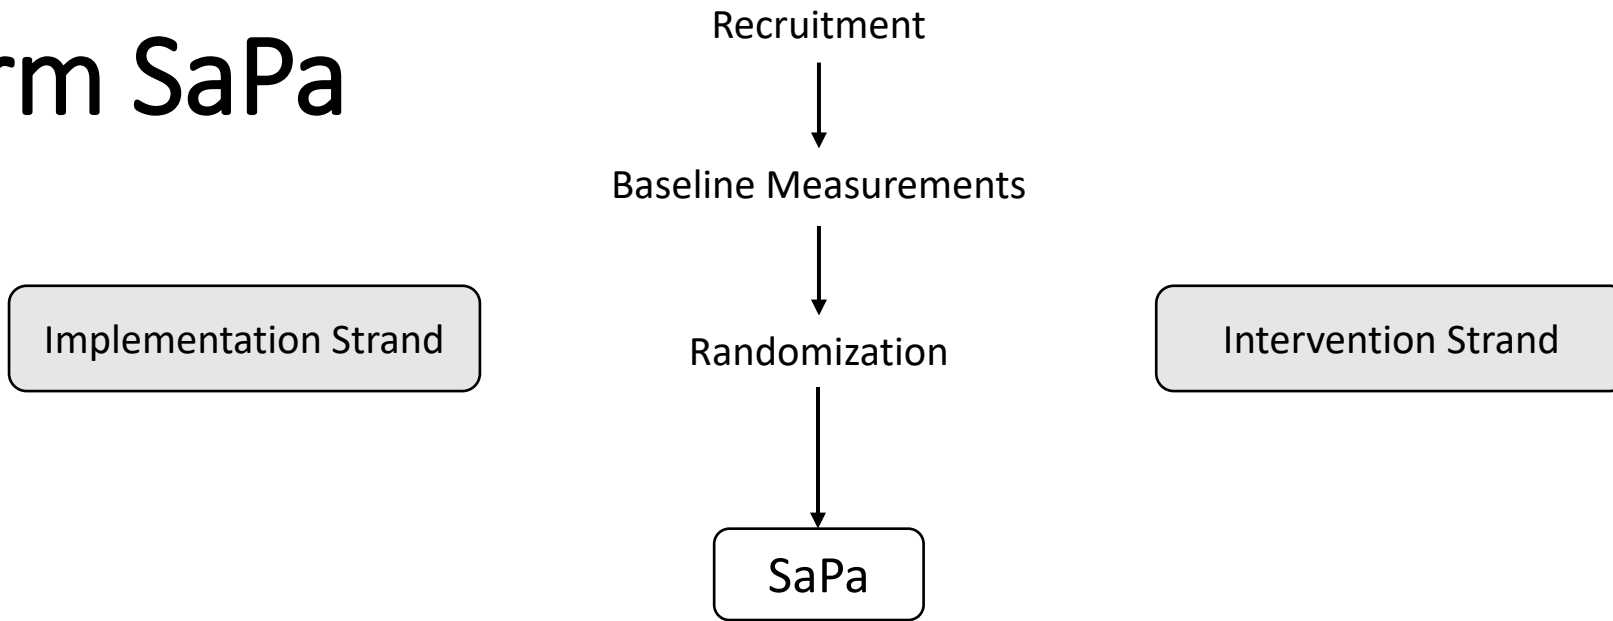 rm SaPa
Recruitment
Baseline Measurements
Implementation Strand
Randomization
Intervention Strand
SaPa